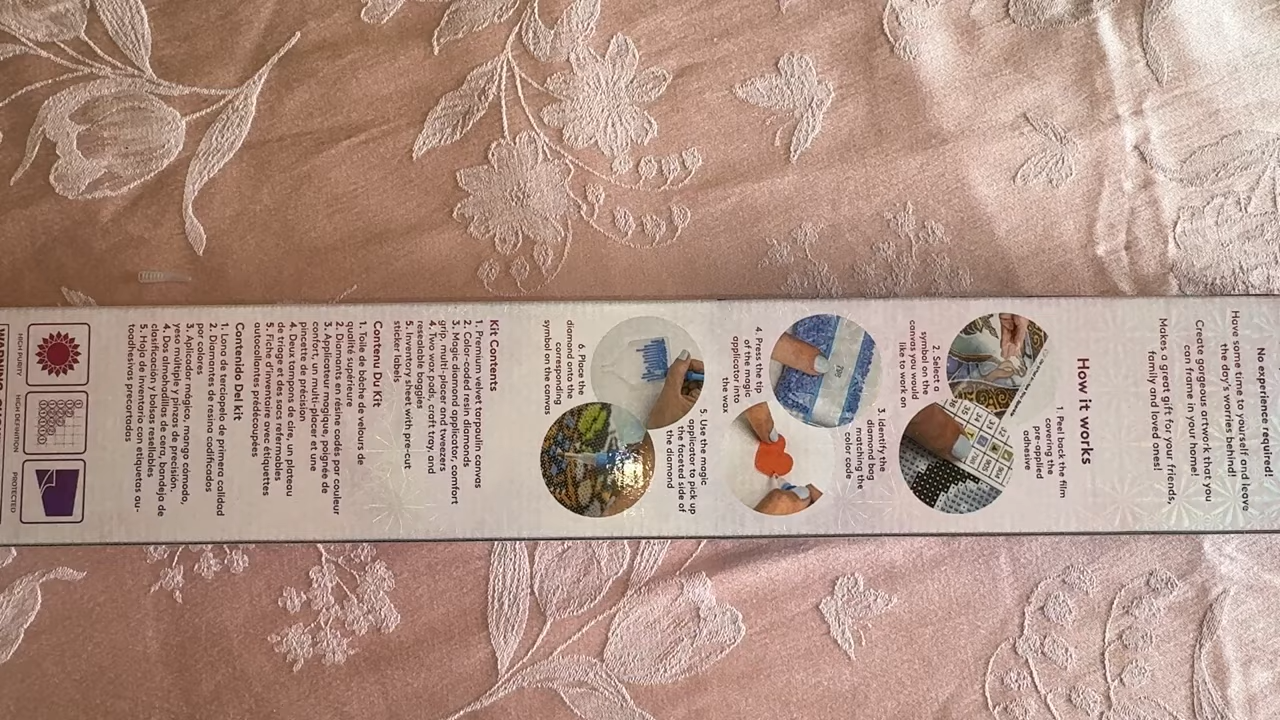 No experience required!
Have some time to yourself and leave
the day's worries behind
Create gorgeous artwork that you
can frame in your home!
Makes a great gift for your friends,
family and loved ones!
How it works
1. Peel back the film
covering the
pre-applied
adhesive
2. Select a
symbol on the
canvas you would
like to work on
3. Identify the
diamond bag
matching the
color code
4. Press the tip
of the magic
applicator into
the wax
5. Use the magic
applicator to pick up
the faceted side of
the diamond
6. Place the
diamond onto the
corresponding
symbol on the canvas
Kit Contents
1. Premium velvet tarpaulin canvas
2. Color-coded resin diamonds
3. Magic diamond applicator, comfort
grip, multi-placer and tweezers
4. Two wax pads, craft tray, and
resealable baggies
5. Inventory sheet with pre-cut
sticker labels
Contenu Du Kit
1. Toile de bâche de velours de
qualité supérieure
2. Diamants en résine codés par couleur
3. Applicateur magique, poignée de
confort, un multi-placer et une
pincette de précision
4. Deux tampons de cire, un plateau
de triage et des sacs refermables
5. Fiche d'inventaire avec étiquettes
autocollantes prédécoupées
Contenido Del kit
1. Lona de terciopelo de primera calidad
2. Diamantes de resina codificados
por colores
3. Aplicador mágico, mango cómodo,
yeso múltiple y pinzas de precisión.
4. Dos almohadillas de cera, bandeja de
clasificación y bolsas resellables
5. Hoja de inventario con etiquetas au-
toadhesivas precortadas
HIGH PURITY
HIGH DEFINITION
PROTECTED